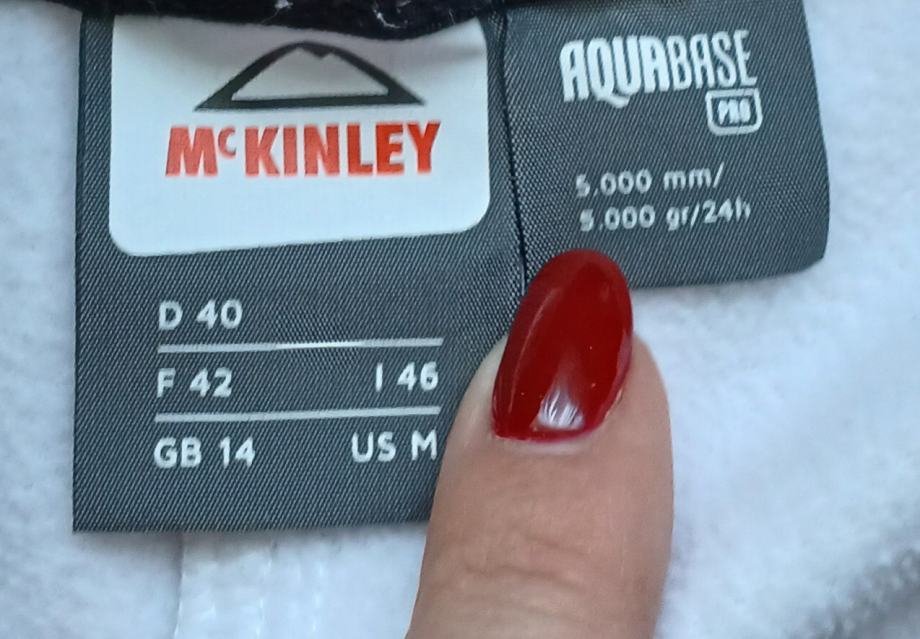 McKINLEY
D 40
F 42 I 46
GB 14 US M
AQUABASE
PRO
5.000 mm/
5.000 gr/24h